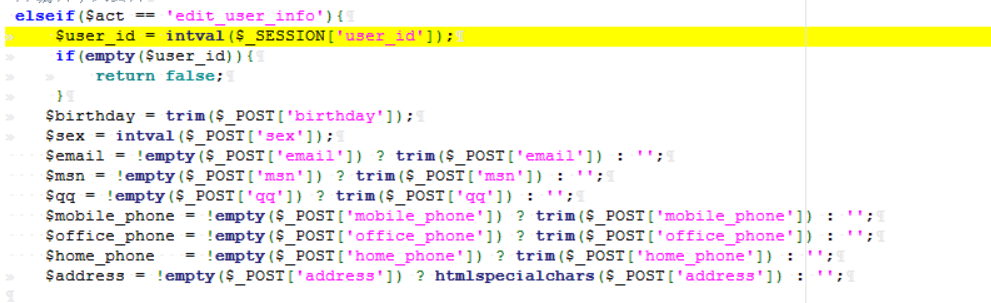 elseif($act == 'edit_user_info'){
$user_id = intval($_SESSION['user_id']);
if(empty($user_id)){
return false;
}
$birthday = trim($_POST['birthday']);
$sex = intval($_POST['sex']);
$email = !empty($_POST['email']) ? trim($_POST['email']) : '';
$msn = !empty($_POST['msn']) ? trim($_POST['msn']) : '';
$qq = !empty($_POST['qq']) ? trim($_POST['qq']) : '';
$mobile_phone = !empty($_POST['mobile_phone']) ? trim($_POST['mobile_phone']) : '';
$office_phone = !empty($_POST['office_phone']) ? trim($_POST['office_phone']) : '';
$home_phone   = !empty($_POST['home_phone']) ? trim($_POST['home_phone']) : '';
$address = !empty($_POST['address']) ? htmlspecialchars($_POST['address']) : '';